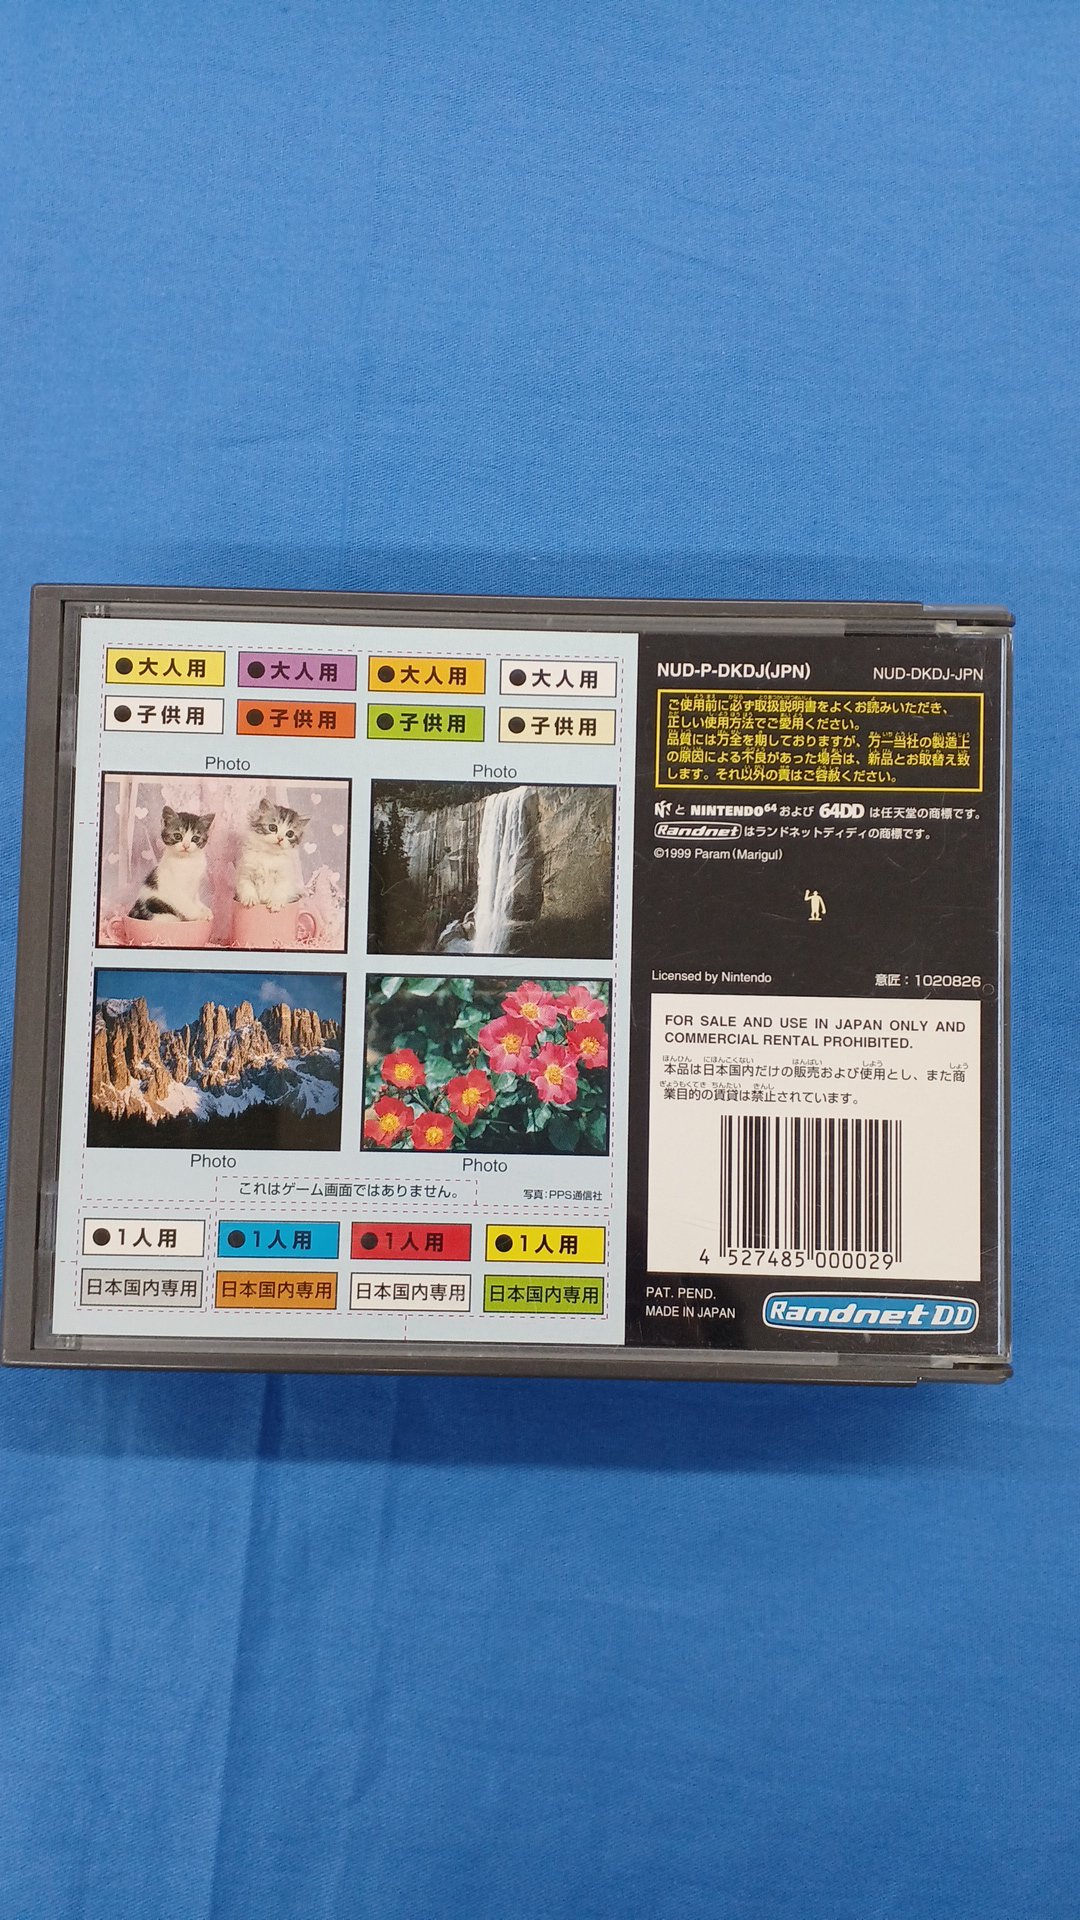 ●大人用 ●大人用 ●大人用 ●大人用
●子供用 ●子供用 ●子供用 ●子供用
Photo Photo
Photo Photo
これはゲーム画面ではありません。 写真:PPS通信社
●1人用 ●1人用 ●1人用 ●1人用
日本国内専用 日本国内専用 日本国内専用 日本国内専用
NUD-P-DKDJ(JPN) NUD-DKDJ-JPN
ご使用前に必ず取扱説明書をよくお読みいただき、
正しい使用方法でご愛用ください。
品質には万全を期しておりますが、万一当社の製造上
の原因による不良があった場合は、新品とお取替え致
します。それ以外の責はご容赦ください。
と NINTENDO64 および 64DD は任天堂の商標です。
Randnet はランドネットディディの商標です。
©1999 Param(Marigul)
Licensed by Nintendo 意匠:1020826
FOR SALE AND USE IN JAPAN ONLY AND
COMMERCIAL RENTAL PROHIBITED.
本品は日本国内だけの販売および使用とし、また商
業目的の賃貸は禁止されています。
4 527485 000029
PAT. PEND.
MADE IN JAPAN
Randnet DD